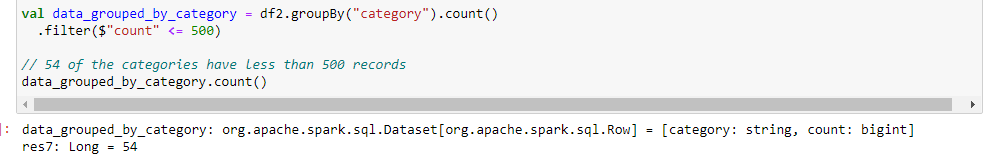 val data_grouped_by_category = df2.groupBy("category").count()
  .filter($"count" <= 500)
// 54 of the categories have less than 500 records
data_grouped_by_category.count()
: data_grouped_by_category: org.apache.spark.sql.Dataset[org.apache.spark.sql.Row] = [category: string, count: bigint]
res7: Long = 54